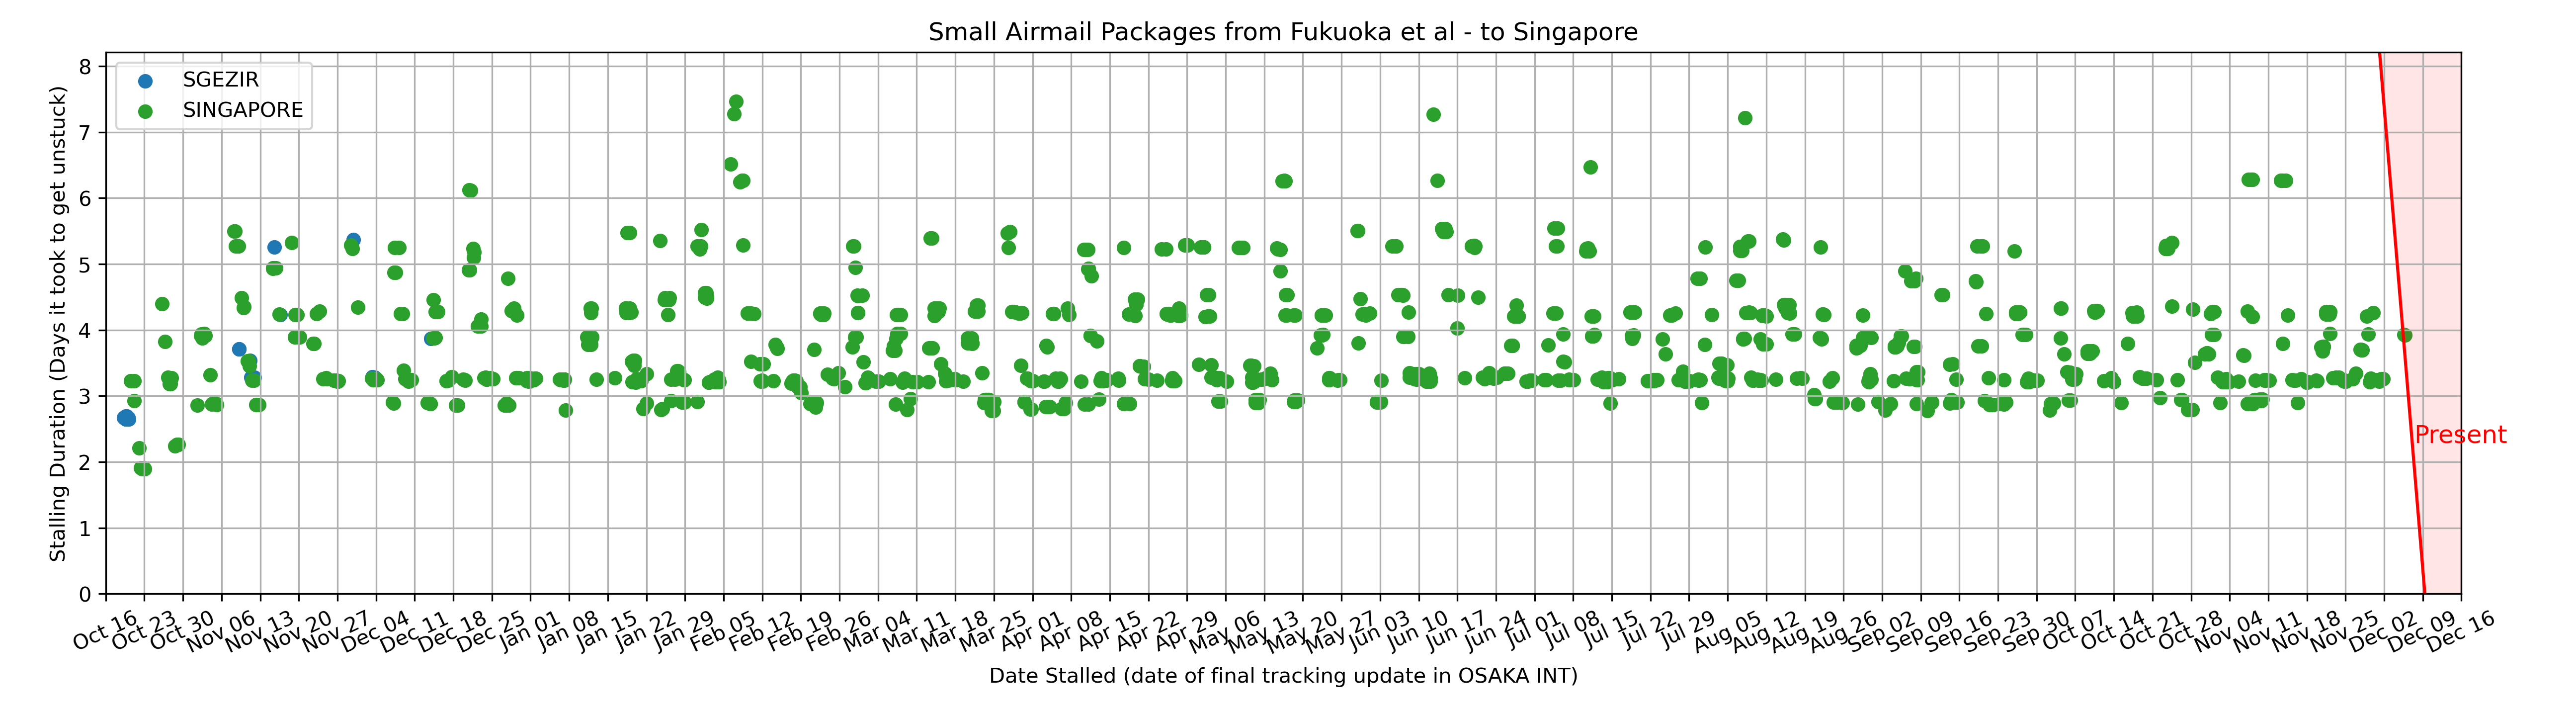 Small Airmail Packages from Fukuoka et al - to Singapore
SGEZIR
SINGAPORE
Stalling Duration (Days it took to get unstuck)
8
7
6
5
4
3
2
1
0
Present
Oct 16 Oct 23 Oct 30 Nov 06 Nov 13 Nov 20 Nov 27 Dec 04 Dec 11 Dec 18 Dec 25 Jan 01 Jan 08 Jan 15 Jan 22 Jan 29 Feb 05 Feb 12 Feb 19 Feb 26 Mar 04 Mar 11 Mar 18 Mar 25 Apr 01 Apr 08 Apr 15 Apr 22 Apr 29 May 06 May 13 May 20 May 27 Jun 03 Jun 10 Jun 17 Jun 24 Jul 01 Jul 08 Jul 15 Jul 22 Jul 29 Aug 05 Aug 12 Aug 19 Aug 26 Sep 02 Sep 09 Sep 16 Sep 23 Sep 30 Oct 07 Oct 14 Oct 21 Oct 28 Nov 04 Nov 11 Nov 18 Nov 25 Dec 02 Dec 09 Dec 16
Date Stalled (date of final tracking update in OSAKA INT)